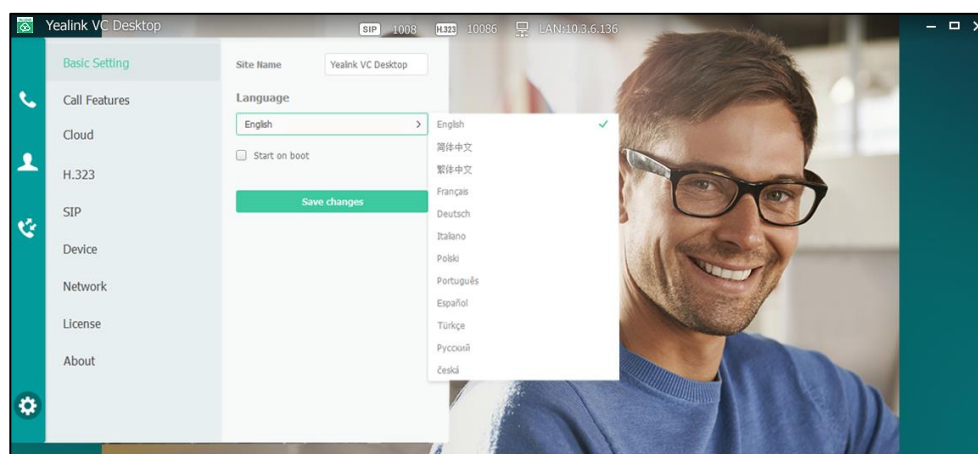 Yealink VC Desktop
SIP 1008 H.323 10086 LAN:10.3.6.136
Basic Setting
Call Features
Cloud
H.323
SIP
Device
Network
License
About
Site Name Yealink VC Desktop
Language
English
Start on boot
Save changes
English
简体中文
繁体中文
Français
Deutsch
Italiano
Polski
Português
Español
Türkçe
Русский
česká